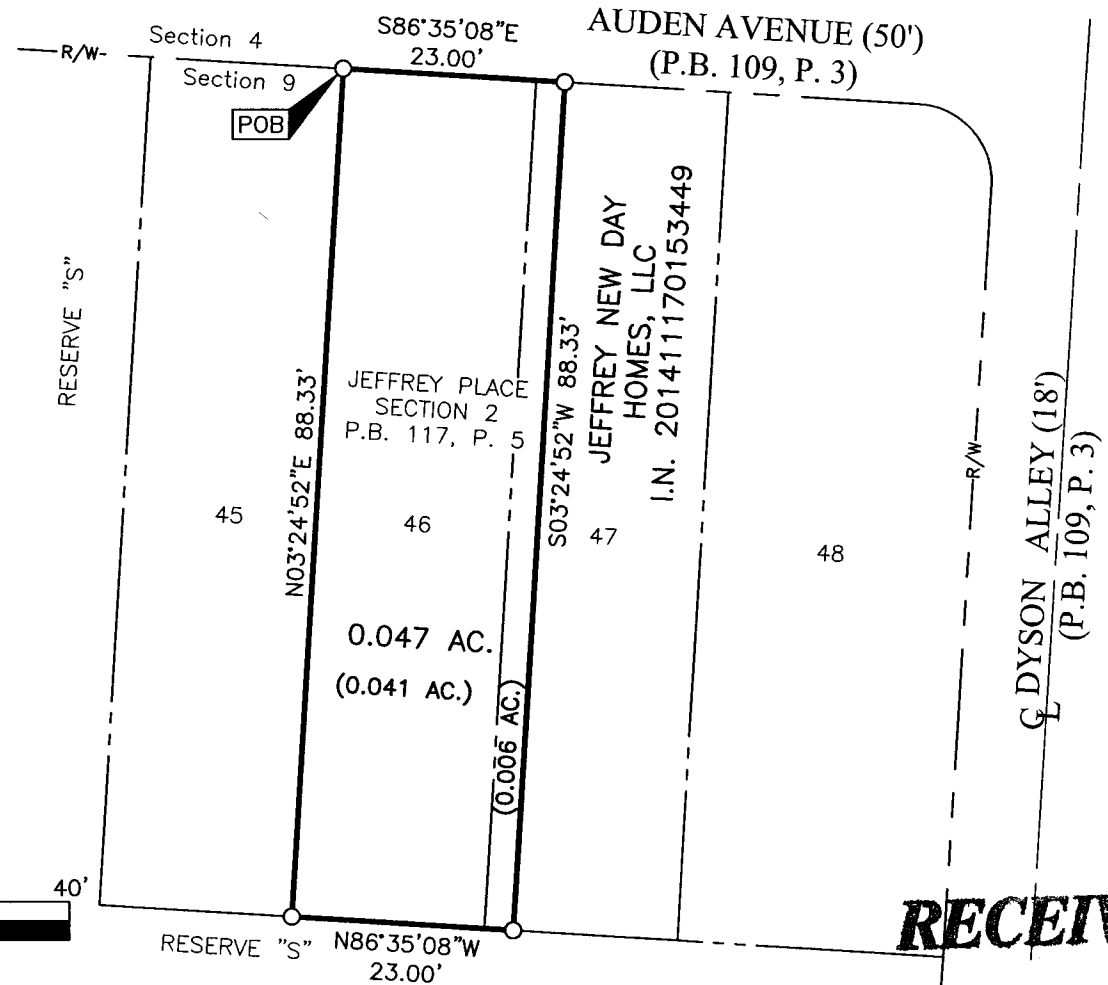 AUDEN AVENUE (50')
(P.B. 109, P. 3)
S86°35'08"E
23.00'
Section 4
R/W
Section 9
POB
RESERVE "S"
N03°24'52"E 88.33'
JEFFREY PLACE
SECTION 2
P.B. 117, P. 5
S03°24'52"W 88.33'
JEFFREY NEW DAY
HOMES, LLC
I.N. 201411170153449
R/W
45
46
47
48
0.047 AC.
(0.041 AC.)
(0.006 AC.)
DYSON ALLEY (18')
(P.B. 109, P. 3)
CL
40'
RESERVE "S"
N86°35'08"W
23.00'
RECEIV